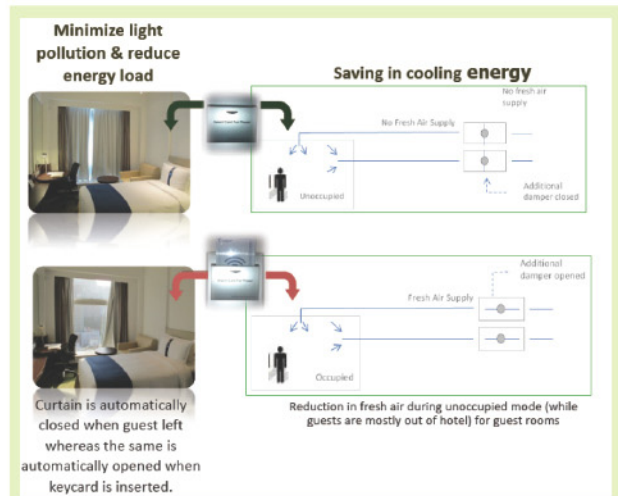 Minimize light
pollution & reduce
energy load
Saving in cooling energy
No fresh air
supply
No Fresh Air Supply
Unoccupied
Additional
damper closed
Additional
damper opened
Fresh Air Supply
Occupied
Curtain is automatically
closed when guest left
whereas the same is
automatically opened when
keycard is inserted.
Reduction in fresh air during unoccupied mode (while
guests are mostly out of hotel) for guest rooms